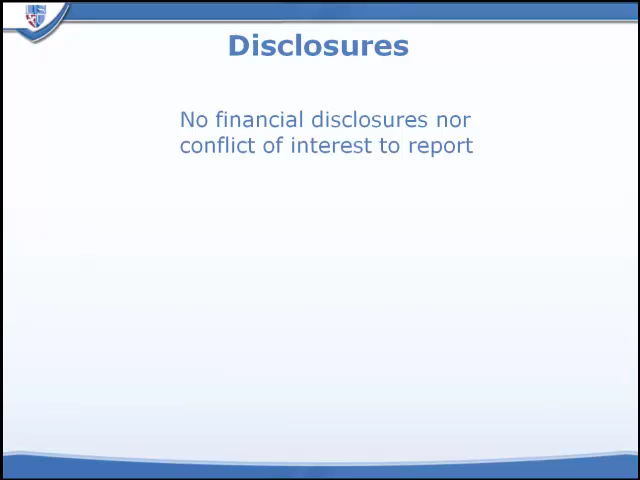 Disclosures
No financial disclosures nor
conflict of interest to report